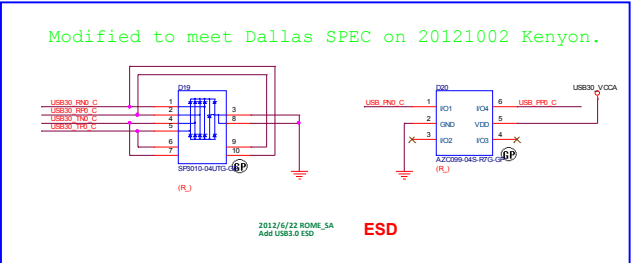 Modified to meet Dallas SPEC on 20121002 Kenyon.
D19
USB30_RN0_C 1
USB30_RP0_C 2 3
USB30_TN0_C 4 8
USB30_TP0_C 5
6 9
7 10
SP3010-04UTG-GP
GP
(R_)
D20
USB30_VCCA
USB_PN0_C 1 I/O1 I/O4 6 USB_PP0_C
2 GND VDD 5
3 I/O2 I/O3 4
AZC099-04S-R7G-GP
GP
(R_)
2012/6/22 ROME_SA
Add USB3.0 ESD
ESD